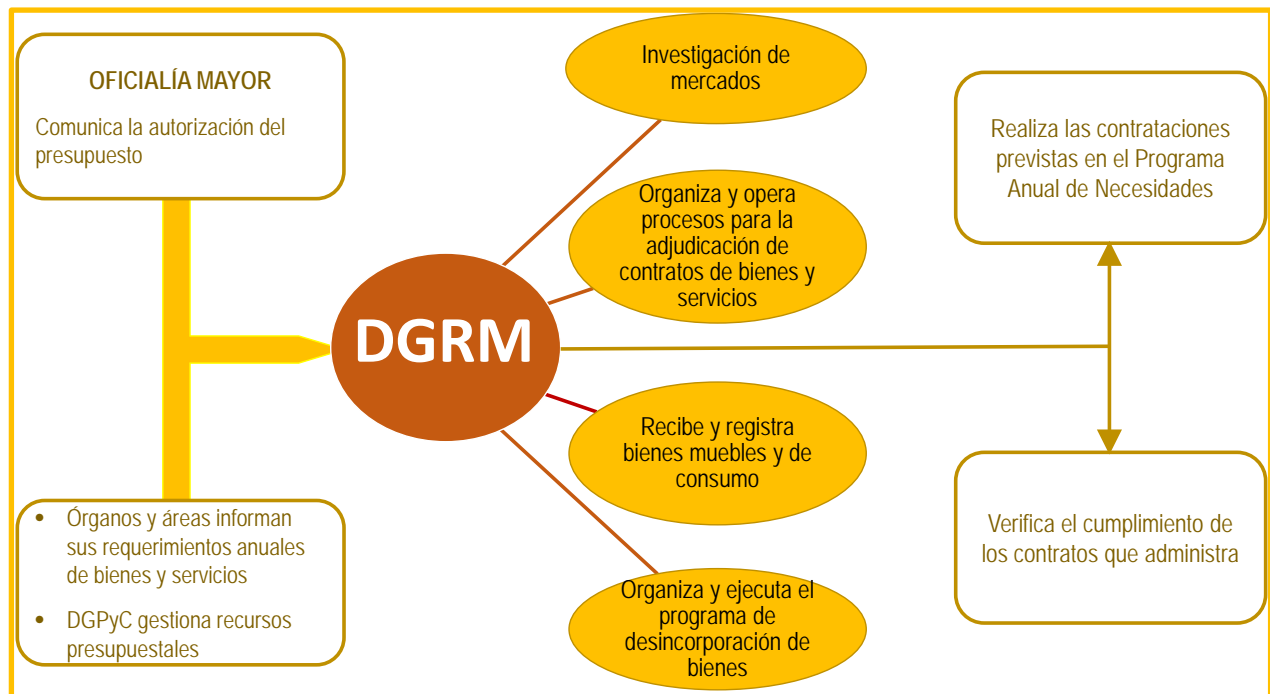 OFICIALÍA MAYOR
Comunica la autorización del
presupuesto
• Órganos y áreas informan
sus requerimientos anuales
de bienes y servicios
• DGPyC gestiona recursos
presupuestales
DGRM
Investigación de
mercados
Organiza y opera
procesos para la
adjudicación de
contratos de bienes y
servicios
Recibe y registra
bienes muebles y de
consumo
Organiza y ejecuta el
programa de
desincorporación de
bienes
Realiza las contrataciones
previstas en el Programa
Anual de Necesidades
Verifica el cumplimiento de
los contratos que administra